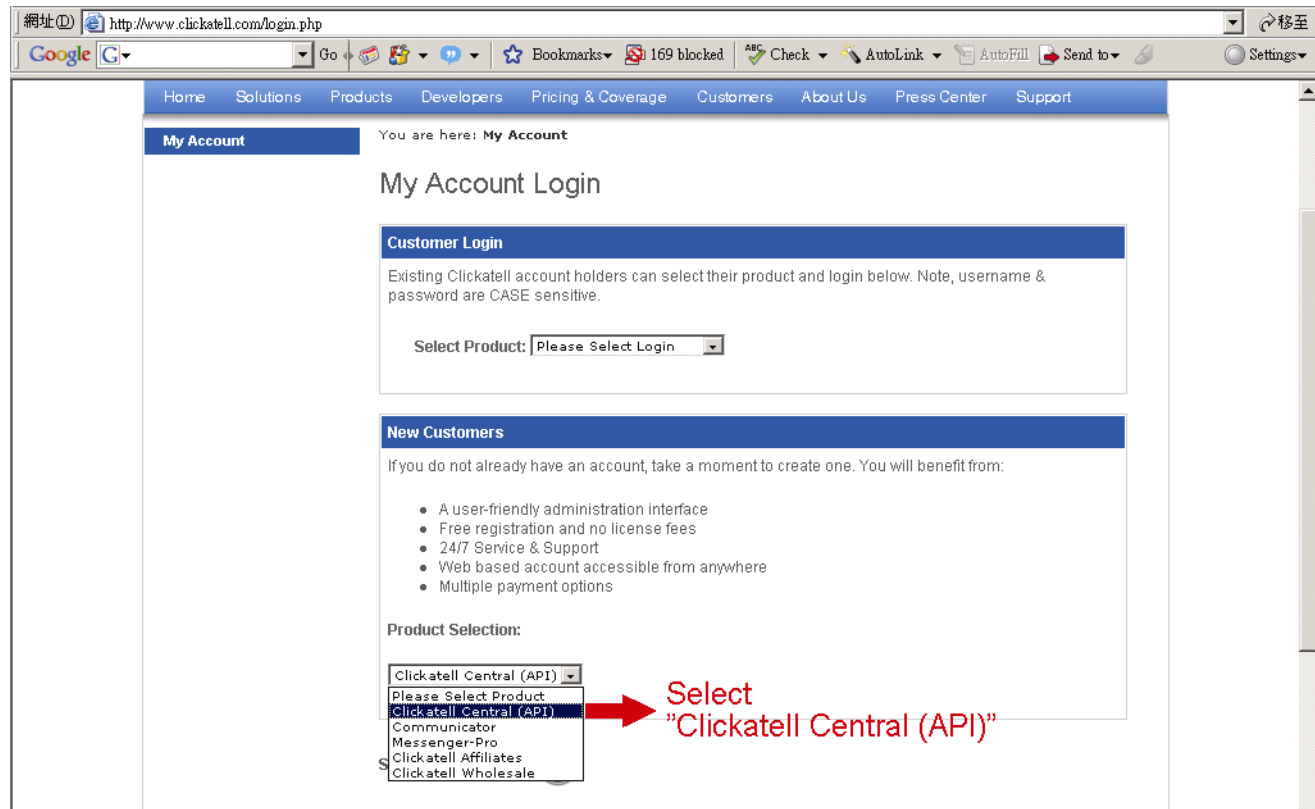 網址(D) http://www.clickatell.com/login.php 移至
Google G Go Bookmarks 169 blocked ABC Check AutoLink AutoFill Send to Settings
Home Solutions Products Developers Pricing & Coverage Customers About Us Press Center Support
My Account
You are here: My Account
My Account Login
Customer Login
Existing Clickatell account holders can select their product and login below. Note, username &
password are CASE sensitive.
Select Product: Please Select Login
New Customers
If you do not already have an account, take a moment to create one. You will benefit from:
A user-friendly administration interface
Free registration and no license fees
24/7 Service & Support
Web based account accessible from anywhere
Multiple payment options
Product Selection:
Clickatell Central (API)
Please Select Product
Clickatell Central (API)
Communicator
Messenger-Pro
Clickatell Affiliates
Clickatell Wholesale
Select
"Clickatell Central (API)"
S